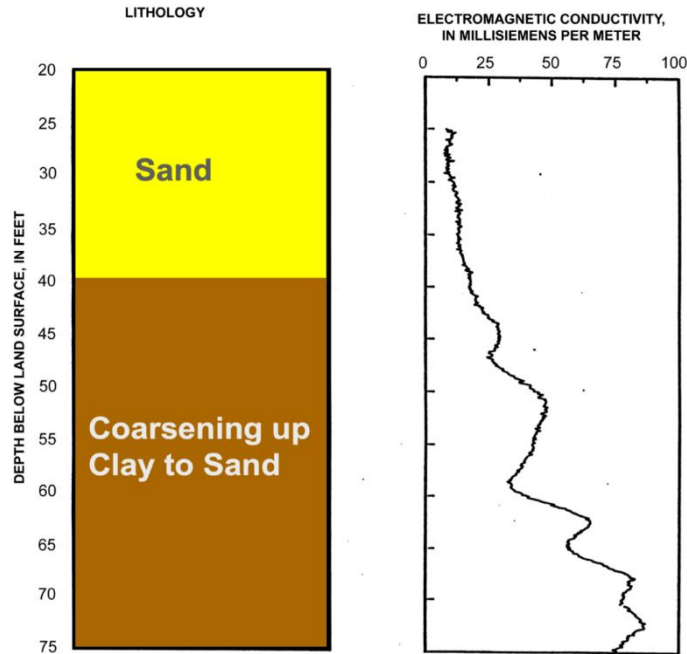 LITHOLOGY
ELECTROMAGNETIC CONDUCTIVITY,
IN MILLISIEMENS PER METER
0 25 50 75 100
DEPTH BELOW LAND SURFACE, IN FEET
20
25
30
35
40
45
50
55
60
65
70
75
Sand
Coarsening up
Clay to Sand